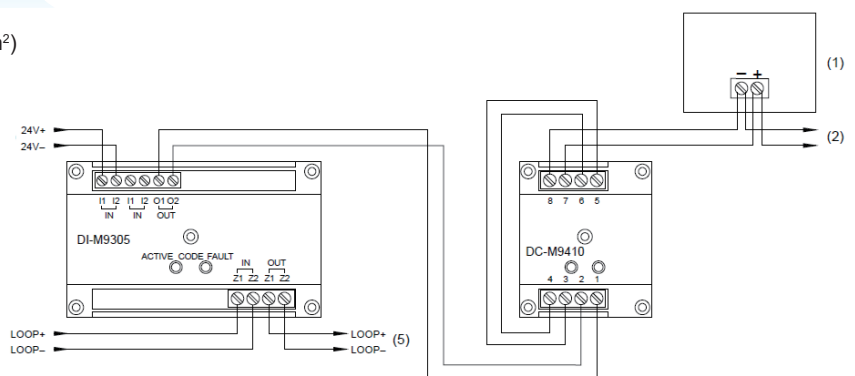 ²)
− +
(1)
24V+
24V–
(2)
I1 I2 I1 I2 O1 O2
IN IN OUT
8 7 6 5
DI-M9305
ACTIVE CODE FAULT
IN OUT
Z1 Z2 Z1 Z2
DC-M9410
4 3 2 1
LOOP+
LOOP–
LOOP+
LOOP–
(5)